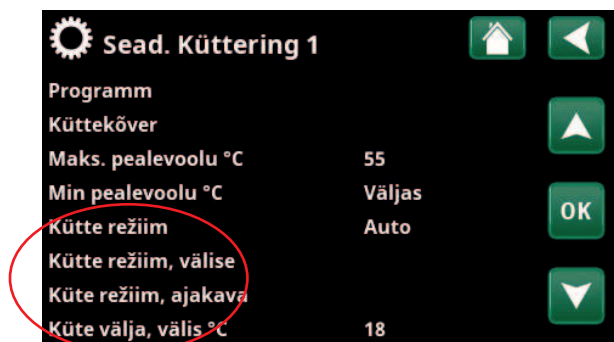 Sead. Küttering 1
Programm
Küttekõver
Maks. pealevoolu °C 55
Min pealevoolu °C Väljas
Kütte režiim Auto
OK
Kütte režiim, välise
Küte režiim, ajakava
Küte välja, välis °C 18